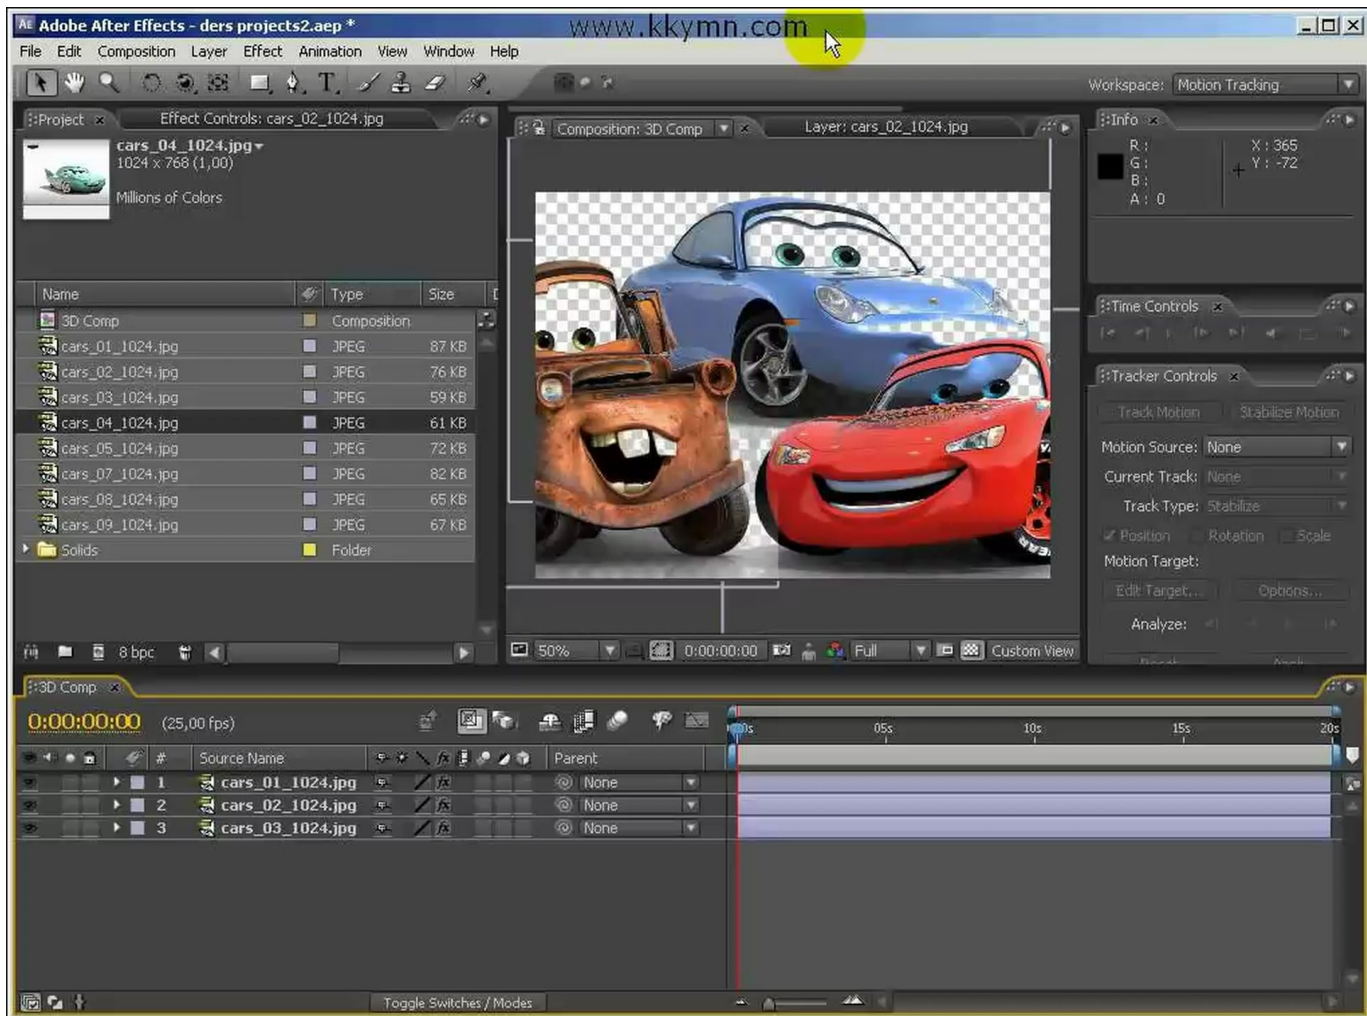 Adobe After Effects - ders projects2.aep *
www.kkymn.com
File Edit Composition Layer Effect Animation View Window Help
Workspace: Motion Tracking
Project
Effect Controls: cars_02_1024.jpg
cars_04_1024.jpg
1024 x 768 (1,00)
Millions of Colors
Name Type Size
3D Comp Composition
cars_01_1024.jpg JPEG 87 KB
cars_02_1024.jpg JPEG 76 KB
cars_03_1024.jpg JPEG 59 KB
cars_04_1024.jpg JPEG 61 KB
cars_05_1024.jpg JPEG 72 KB
cars_07_1024.jpg JPEG 82 KB
cars_08_1024.jpg JPEG 65 KB
cars_09_1024.jpg JPEG 67 KB
Solids Folder
8 bpc
Composition: 3D Comp
Layer: cars_02_1024.jpg
50% 0:00:00:00 Full Custom View
Info
R : X : 365
G : Y : -72
B :
A : 0
Time Controls
Tracker Controls
Track Motion Stabilize Motion
Motion Source: None
Current Track: None
Track Type: Stabilize
Position Rotation Scale
Motion Target:
Edit Target... Options...
Analyze:
3D Comp
0:00:00:00 (25,00 fps)
05s 10s 15s 20s
# Source Name Parent
1 cars_01_1024.jpg None
2 cars_02_1024.jpg None
3 cars_03_1024.jpg None
Toggle Switches / Modes